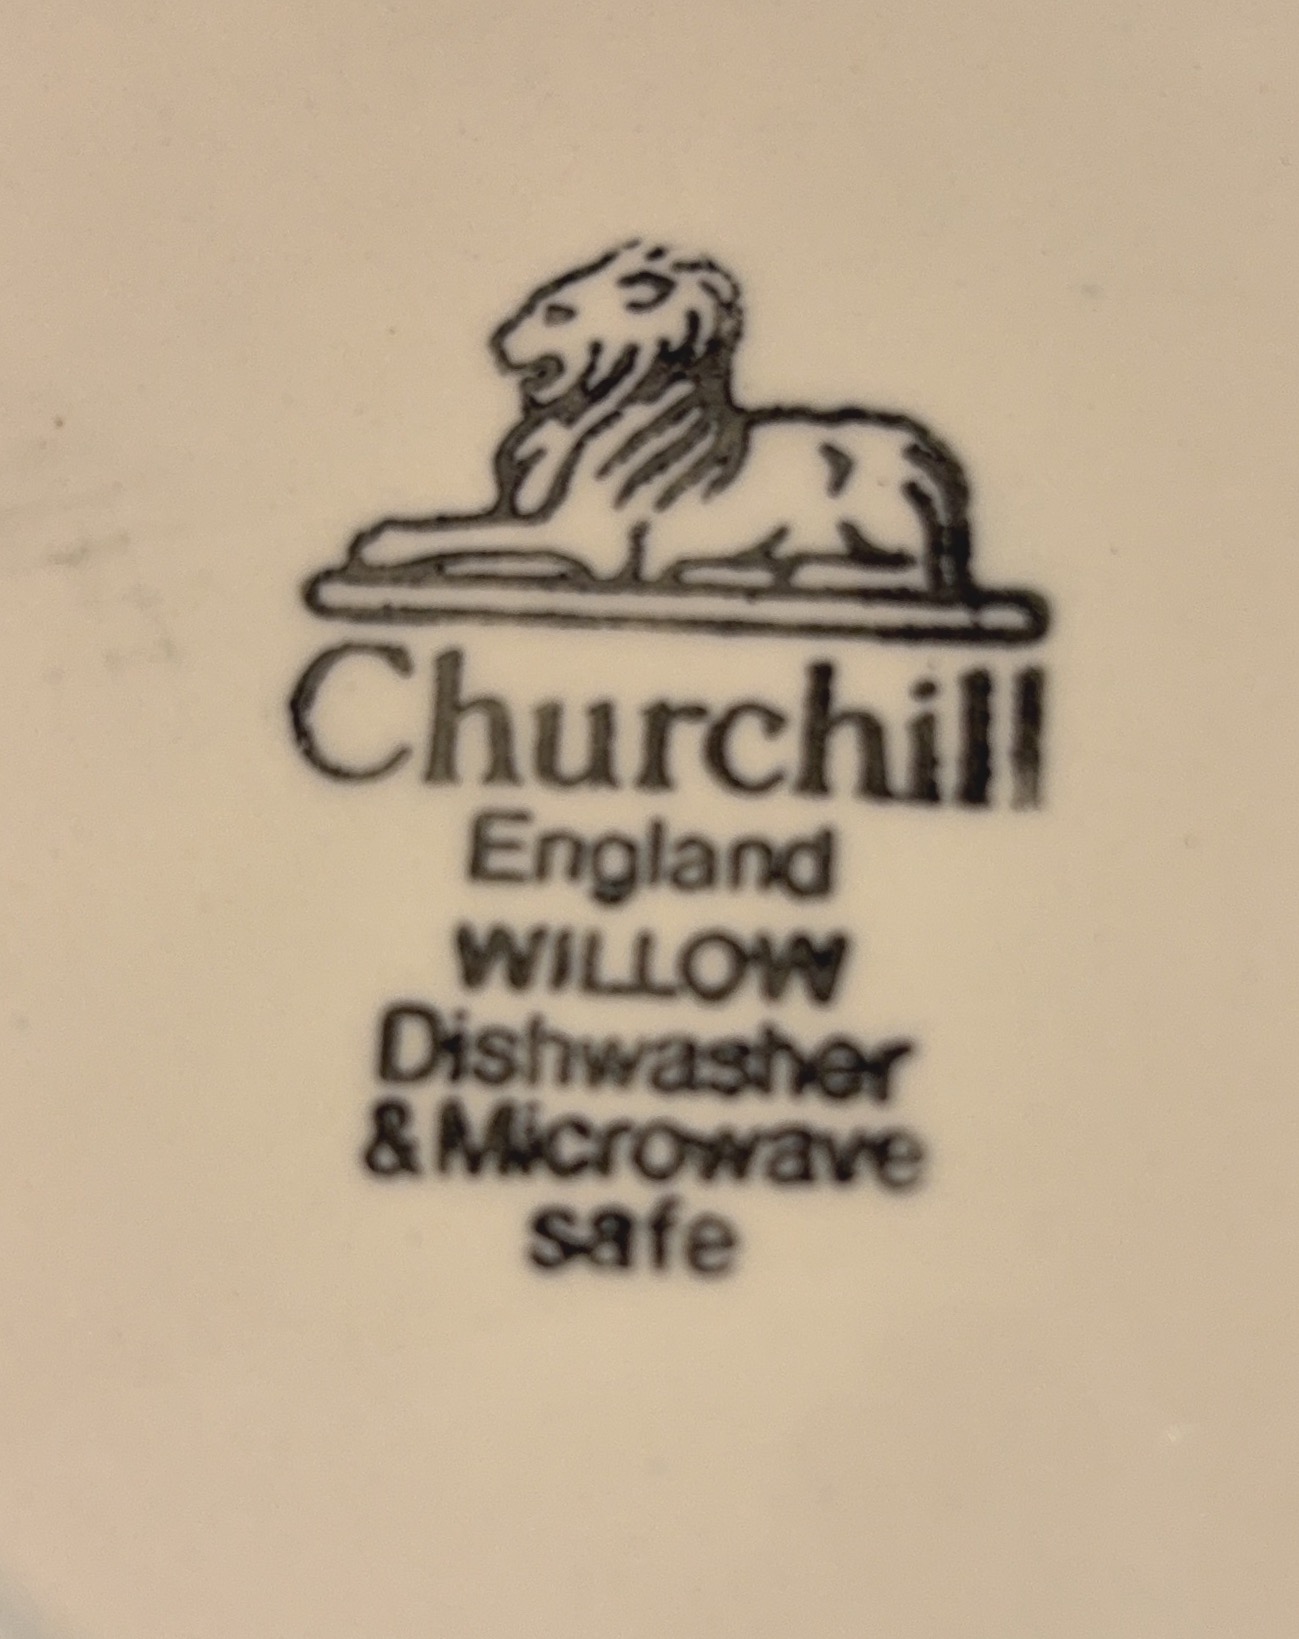 Churchill
England
WILLOW
Dishwasher
& Microwave
safe